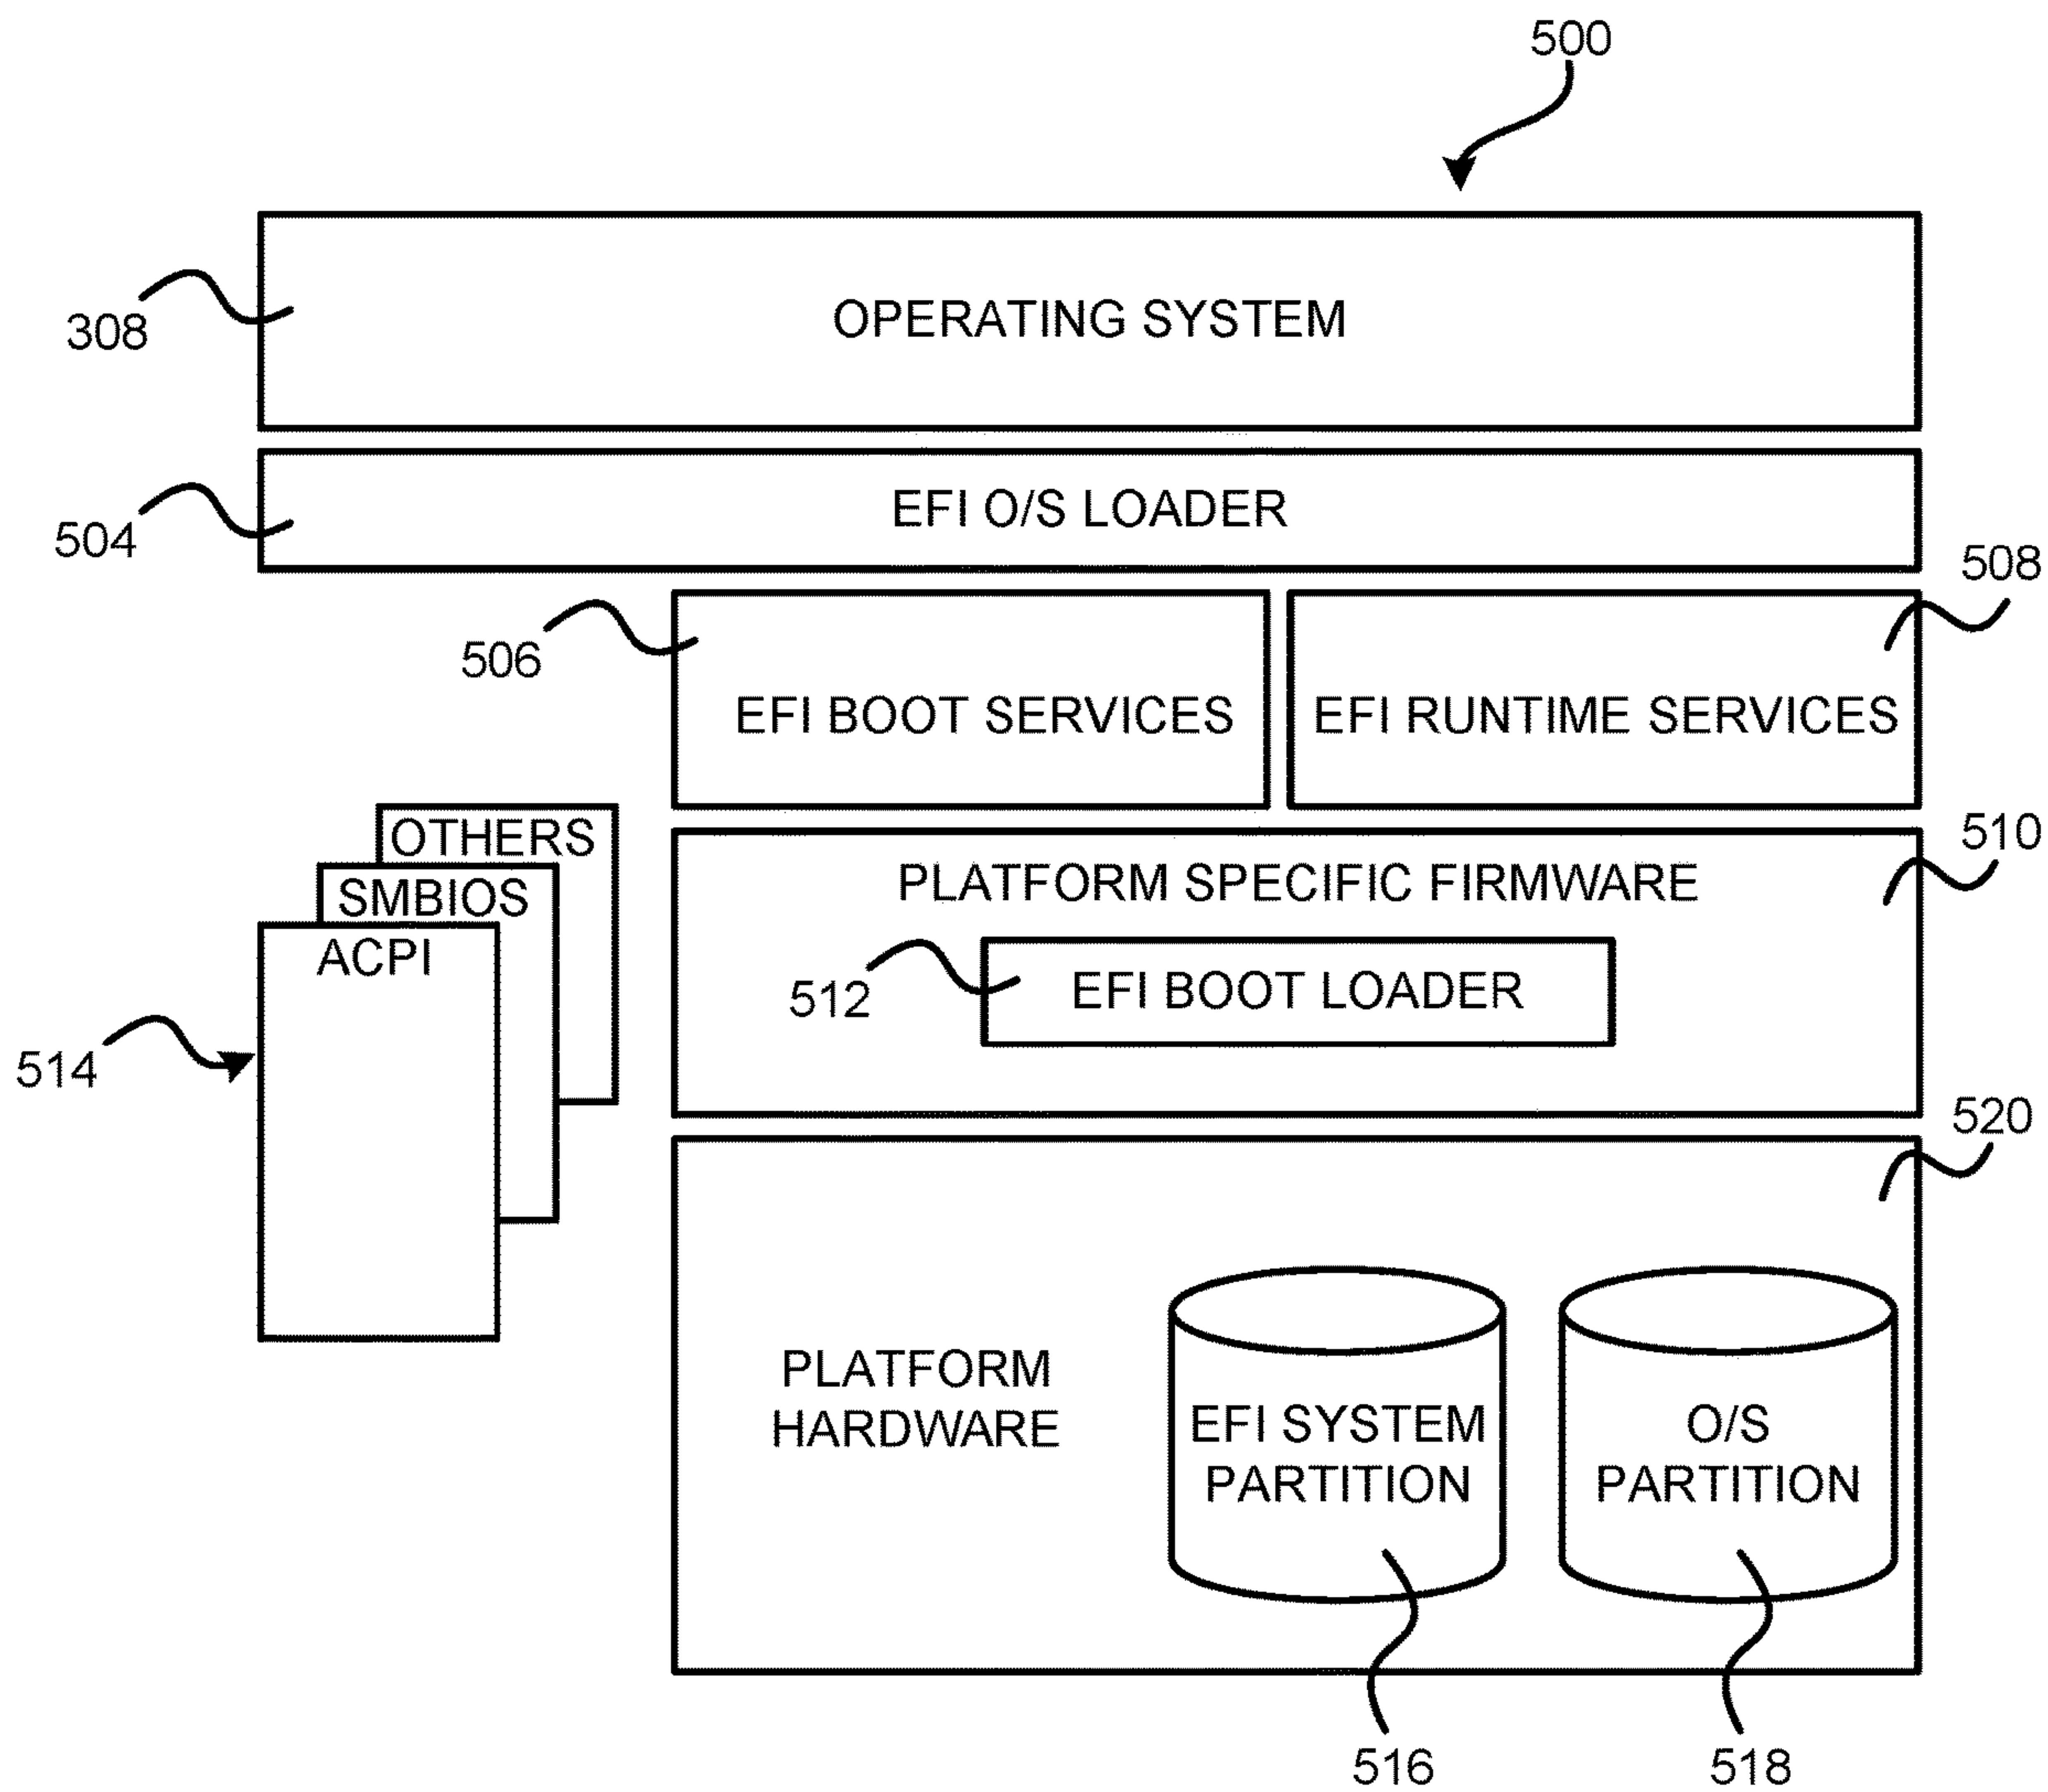 500
OPERATING SYSTEM
308
EFI O/S LOADER
504
508
506
EFI BOOT SERVICES
EFI RUNTIME SERVICES
OTHERS
SMBIOS
ACPI
510
PLATFORM SPECIFIC FIRMWARE
512
EFI BOOT LOADER
514
520
PLATFORM
HARDWARE
EFI SYSTEM
PARTITION
O/S
PARTITION
516
518